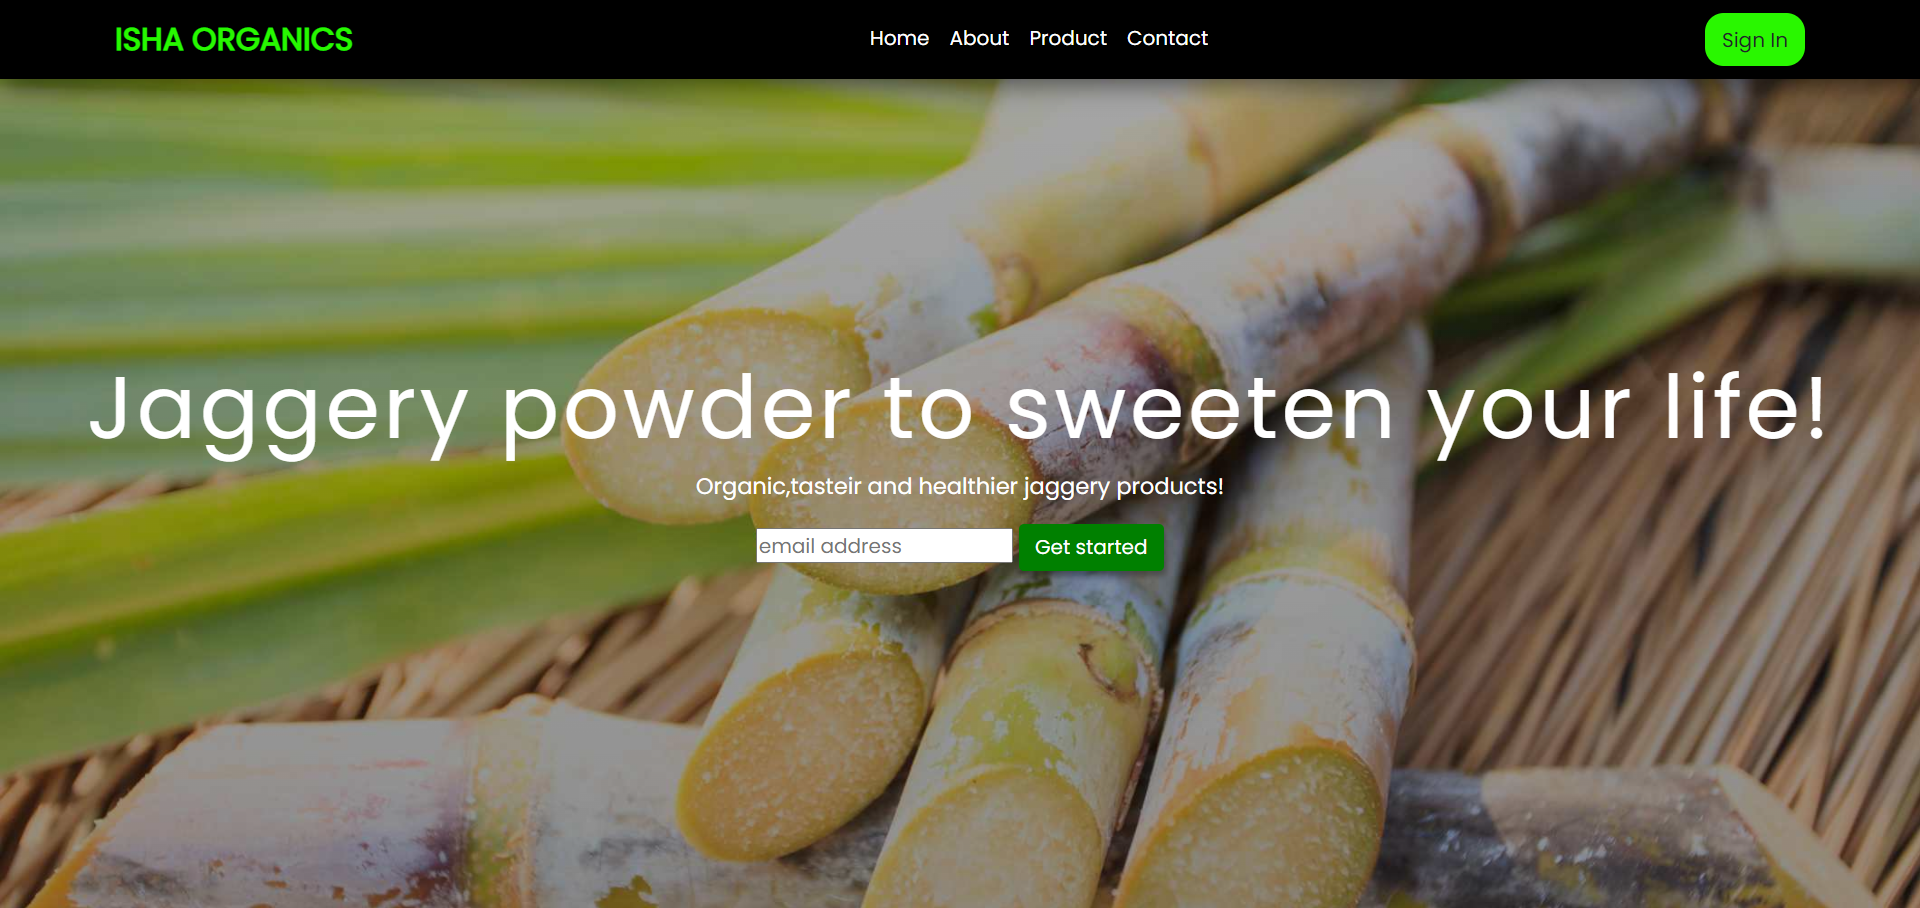 ISHA ORGANICS
Home About Product Contact
Sign In
Jaggery powder to sweeten your life!
Organic,tasteir and healthier jaggery products!
email address
Get started